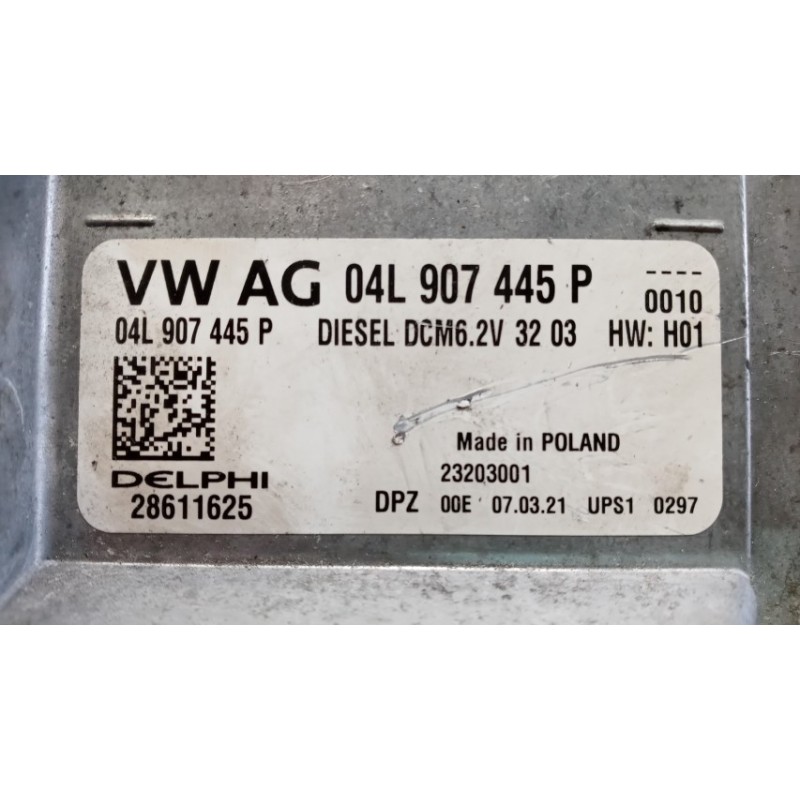 VW AG 04L 907 445 P ----
0010
04L 907 445 P DIESEL DCM6.2V 32 03 HW: H01
Made in POLAND
DELPHI 23203001
28611625 DPZ 00E 07.03.21 UPS1 0297